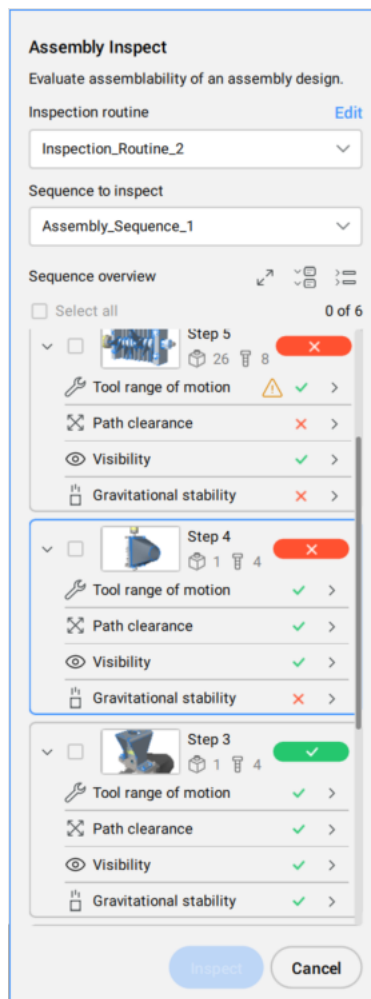 Assembly Inspect
Evaluate assemblability of an assembly design.
Inspection routine Edit
Inspection_Routine_2
Sequence to inspect
Assembly_Sequence_1
Sequence overview
Select all 0 of 6
Step 5
26 8
Tool range of motion
Path clearance
Visibility
Gravitational stability
Step 4
1 4
Tool range of motion
Path clearance
Visibility
Gravitational stability
Step 3
1 4
Tool range of motion
Path clearance
Visibility
Gravitational stability
Inspect Cancel